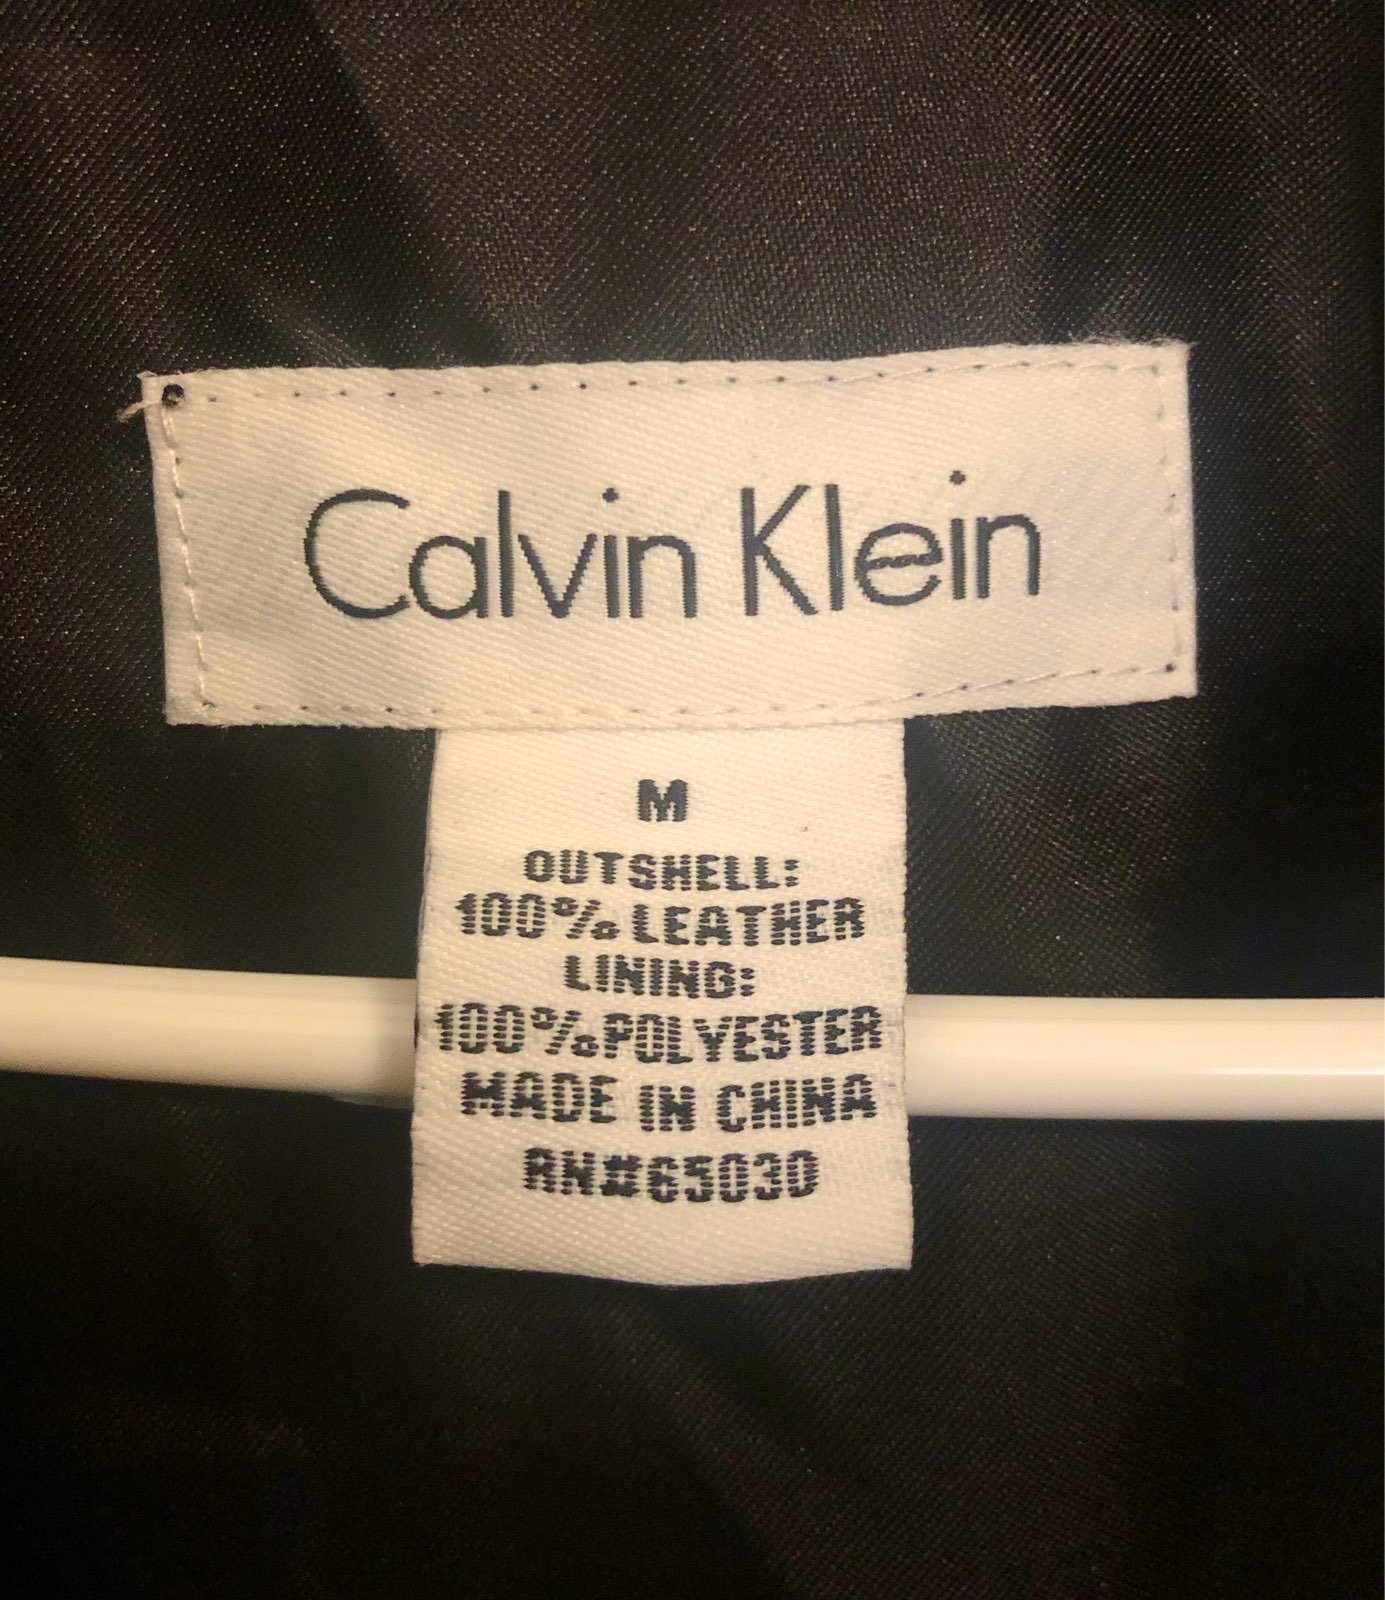 Calvin Klein
M
OUTSHELL:
100% LEATHER
LINING:
100%POLYESTER
MADE IN CHINA
RN#65030